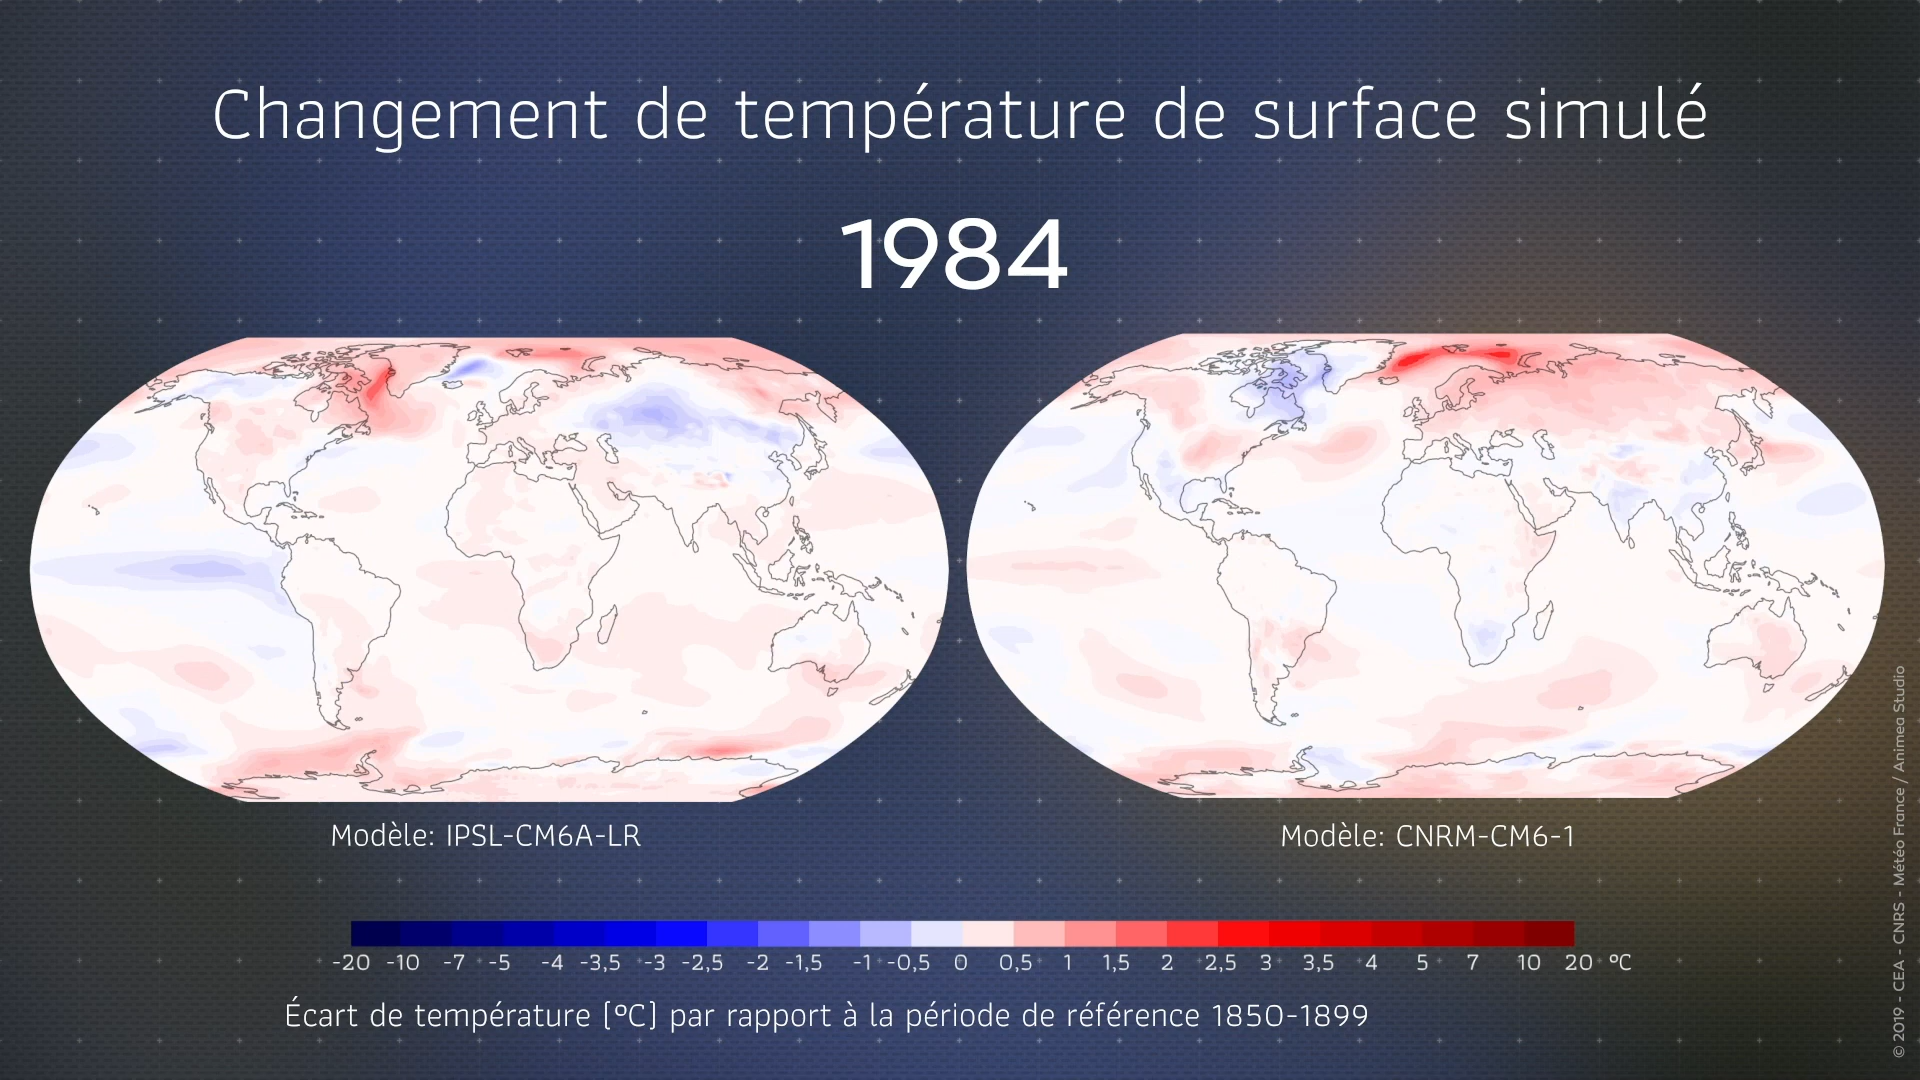 Changement de température de surface simulé
1984
Modèle: IPSL-CM6A-LR
Modèle: CNRM-CM6-1
-20 -10 -7 -5 -4 -3,5 -3 -2,5 -2 -1,5 -1 -0,5 0 0,5 1 1,5 2 2,5 3 3,5 4 5 7 10 20 ºC
Écart de température (ºC) par rapport à la période de référence 1850-1899
© 2019 - CEA - CNRS - Météo France / Animea Studio